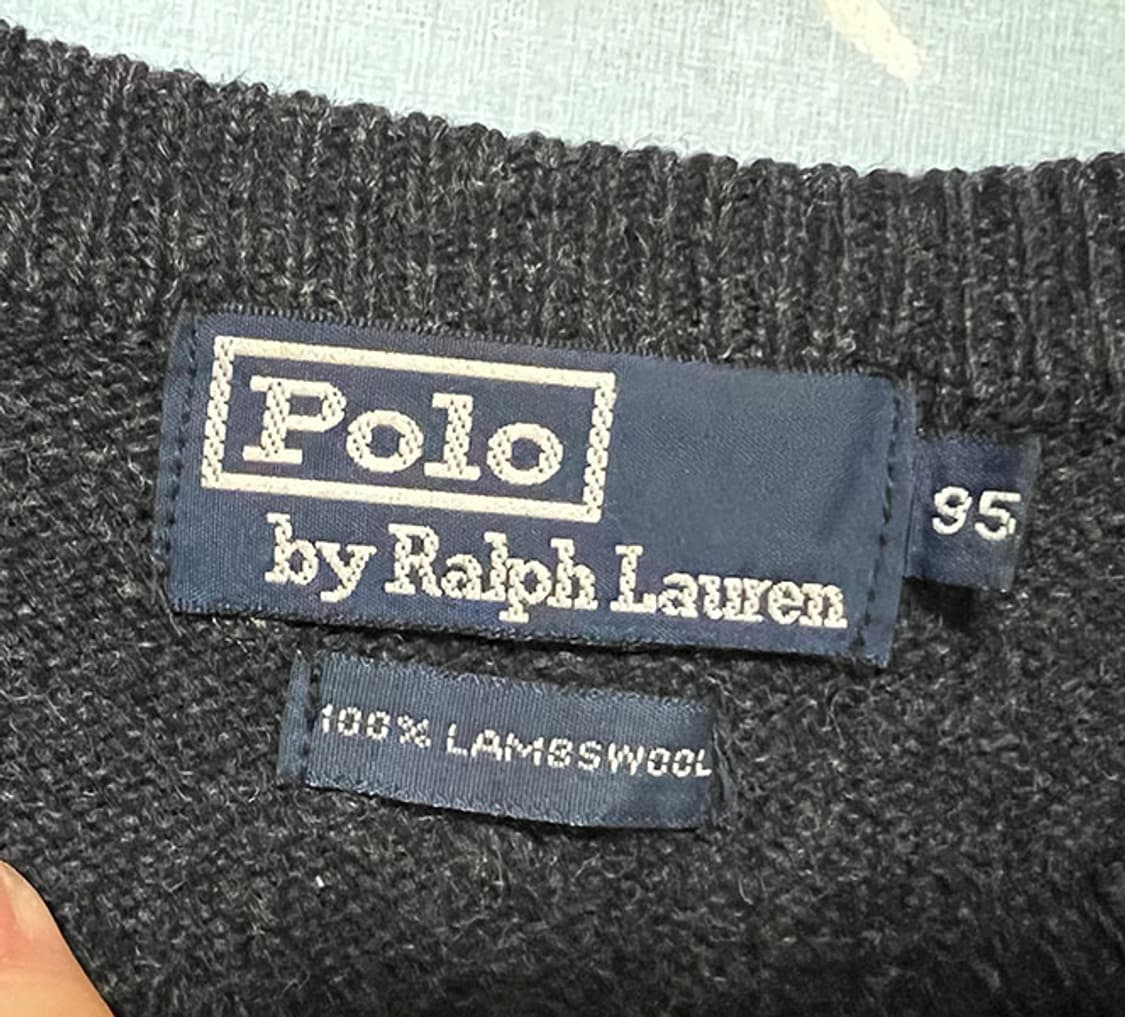 Polo
by Ralph Lauren
95
100% LAMBSWOOL